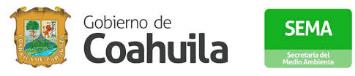 Gobierno de
Coahuila
SEMA
Secretaría del
Medio Ambiente